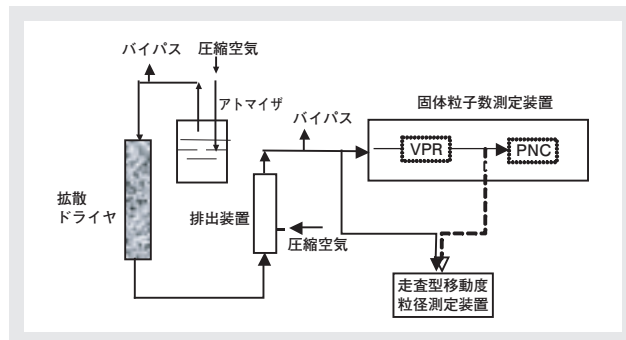 バイパス
圧縮空気
アトマイザ
バイパス
固体粒子数測定装置
VPR
PNC
拡散
ドライヤ
排出装置
圧縮空気
走査型移動度
粒径測定装置